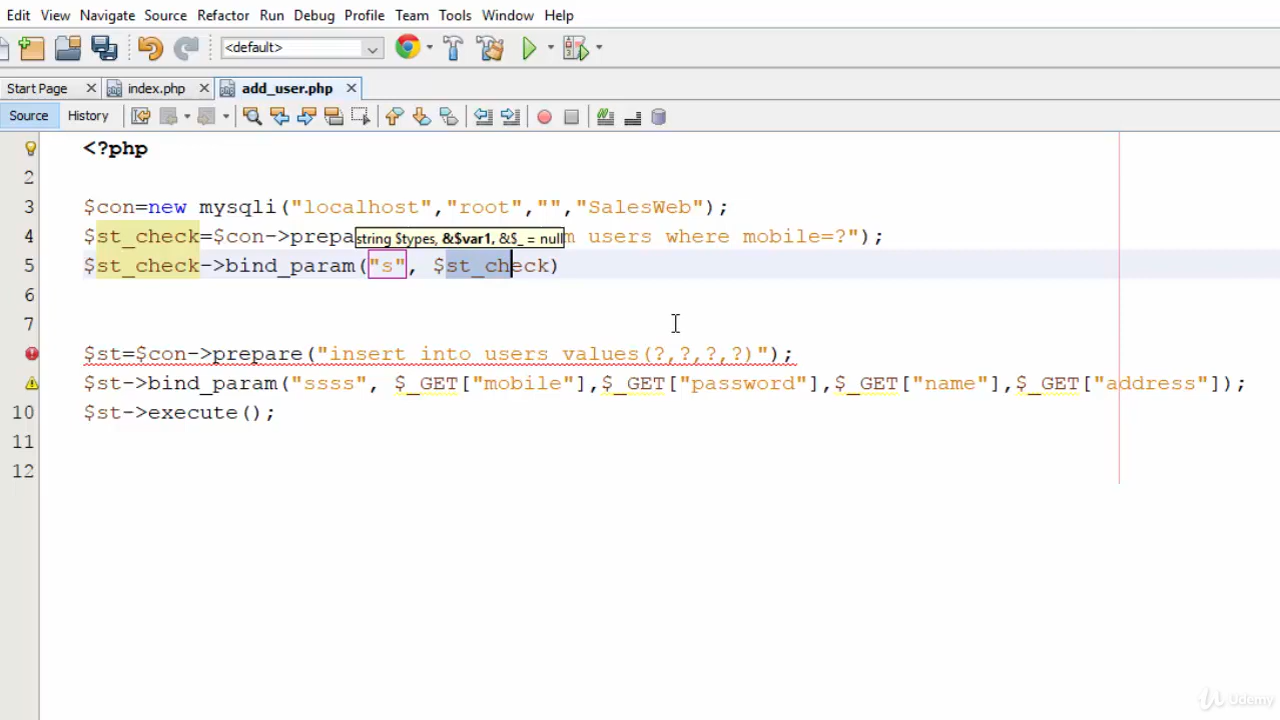 Edit View Navigate Source Refactor Run Debug Profile Team Tools Window Help
<default>
Start Page index.php add_user.php
Source History
<?php
2
3 $con=new mysqli("localhost","root","","SalesWeb");
4 $st_check=$con->prepa m users where mobile=?");
string $types, &$var1, &$_ = null
5 $st_check->bind_param("s", $st_check)
6
7
$st=$con->prepare("insert into users values(?,?,?,?)");
$st->bind_param("ssss", $_GET["mobile"],$_GET["password"],$_GET["name"],$_GET["address"]);
10 $st->execute();
11
12
Udemy